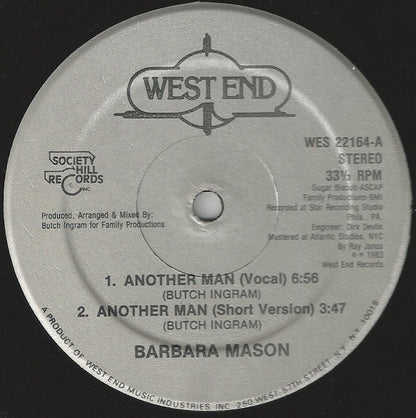 WEST END
WES 22164-A
STEREO
33⅓ RPM
Sugar Biscuit-ASCAP
Family Productions-BMI
Recorded at Star Recording Studio
Phila., PA.
Engineer: Dirk Devlin
Mastered at Atlantic Studios, NYC
By Ray Janos
© ℗ 1983
West End Records
SOCIETY
HILL
RECORDS
INC.
Produced, Arranged & Mixed By:
Butch Ingram for Family Productions
1. ANOTHER MAN (Vocal) 6:56
(BUTCH INGRAM)
2. ANOTHER MAN (Short Version) 3:47
(BUTCH INGRAM)
BARBARA MASON
A PRODUCT OF WEST END MUSIC INDUSTRIES INC. 250 WEST 57TH STREET, N.Y. N.Y. 10019